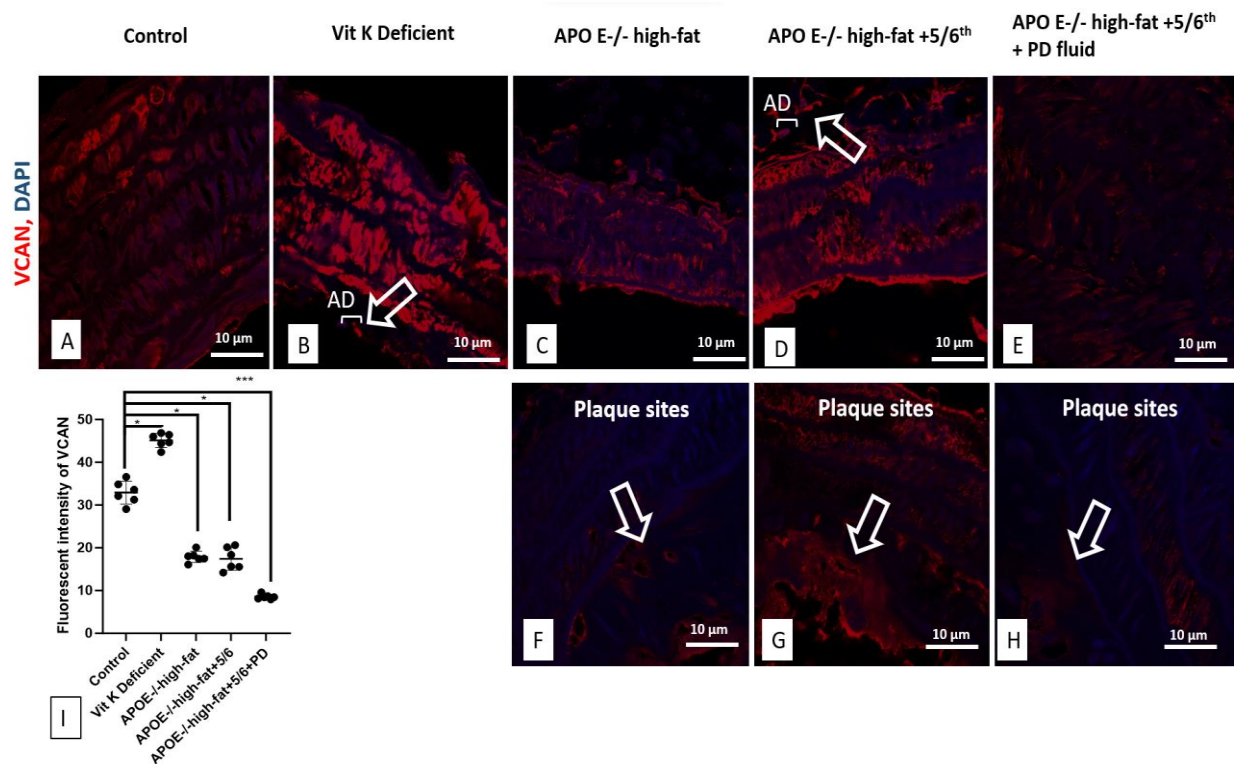 Control
Vit K Deficient
APO E-/- high-fat
APO E-/- high-fat +5/6th
APO E-/- high-fat +5/6th
+ PD fluid
VCAN, DAPI
A
10 µm
AD
B
10 µm
C
10 µm
AD
D
10 µm
E
10 µm
Plaque sites
F
10 µm
Plaque sites
G
10 µm
Plaque sites
H
10 µm
Fluorescent intensity of VCAN
50
40
30
20
10
0
*
*
*
***
Control
Vit K Deficient
APOE-/-high-fat
APOE-/-high-fat+5/6
APOE-/-high-fat+5/6+PD
I